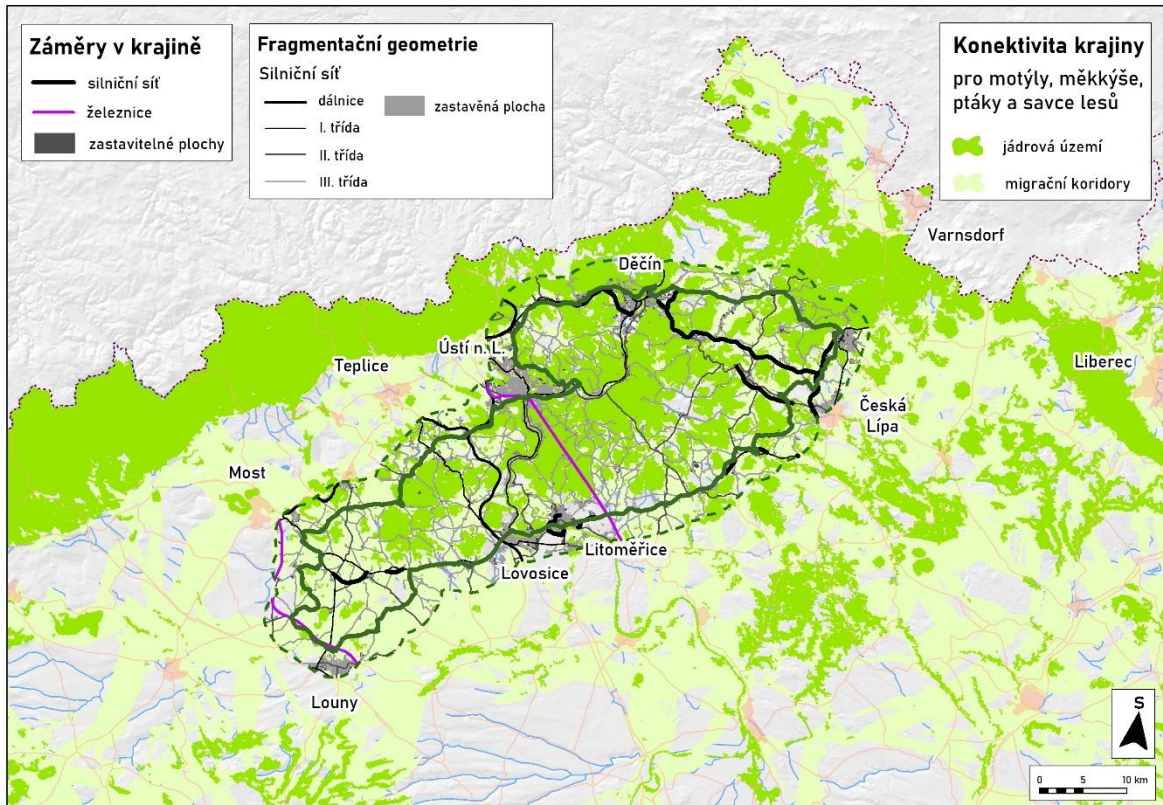 Záměry v krajině
silniční síť
železnice
zastavitelné plochy
Fragmentační geometrie
Silniční síť
dálnice
I. třída
II. třída
III. třída
zastavěná plocha
Konektivita krajiny
pro motýly, měkkýše,
ptáky a savce lesů
jádrová území
migrační koridory
Varnsdorf
Děčín
Ústí n. L.
Teplice
Liberec
Česká
Lípa
Most
Litoměřice
Lovosice
Louny
S
0 5 10 km